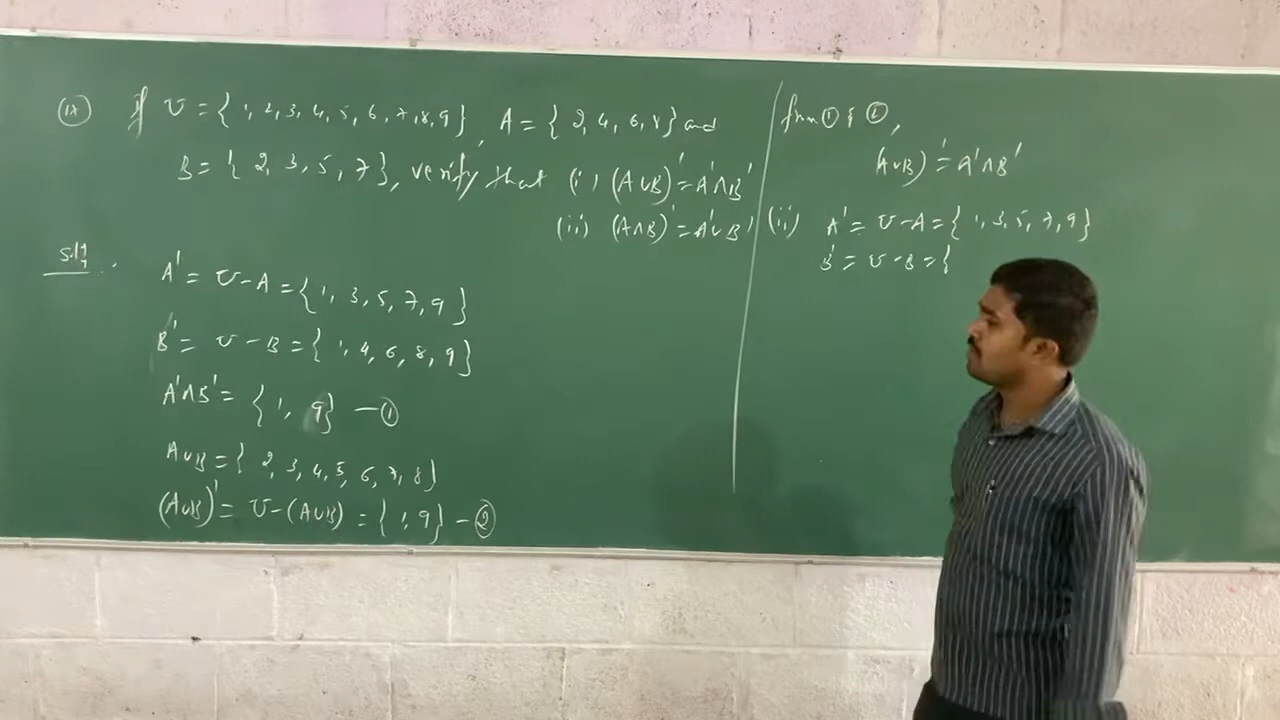 (ix) If U = { 1, 2, 3, 4, 5, 6, 7, 8, 9 }, A = { 2, 4, 6, 8 } and
B = { 2, 3, 5, 7 }, verify that (i) (A∪B)' = A'∩B'
(ii) (A∩B)' = A'∪B'
Sol
A' = U - A = { 1, 3, 5, 7, 9 }
B' = U - B = { 1, 4, 6, 8, 9 }
A'∩B' = { 1, 9 } — ①
A∪B = { 2, 3, 4, 5, 6, 7, 8 }
(A∪B)' = U - (A∪B) = { 1, 9 } - ②
from ① & ②,
(A∪B)' = A'∩B'
(ii) A' = U - A = { 1, 3, 5, 7, 9 }
B' = U - B = {